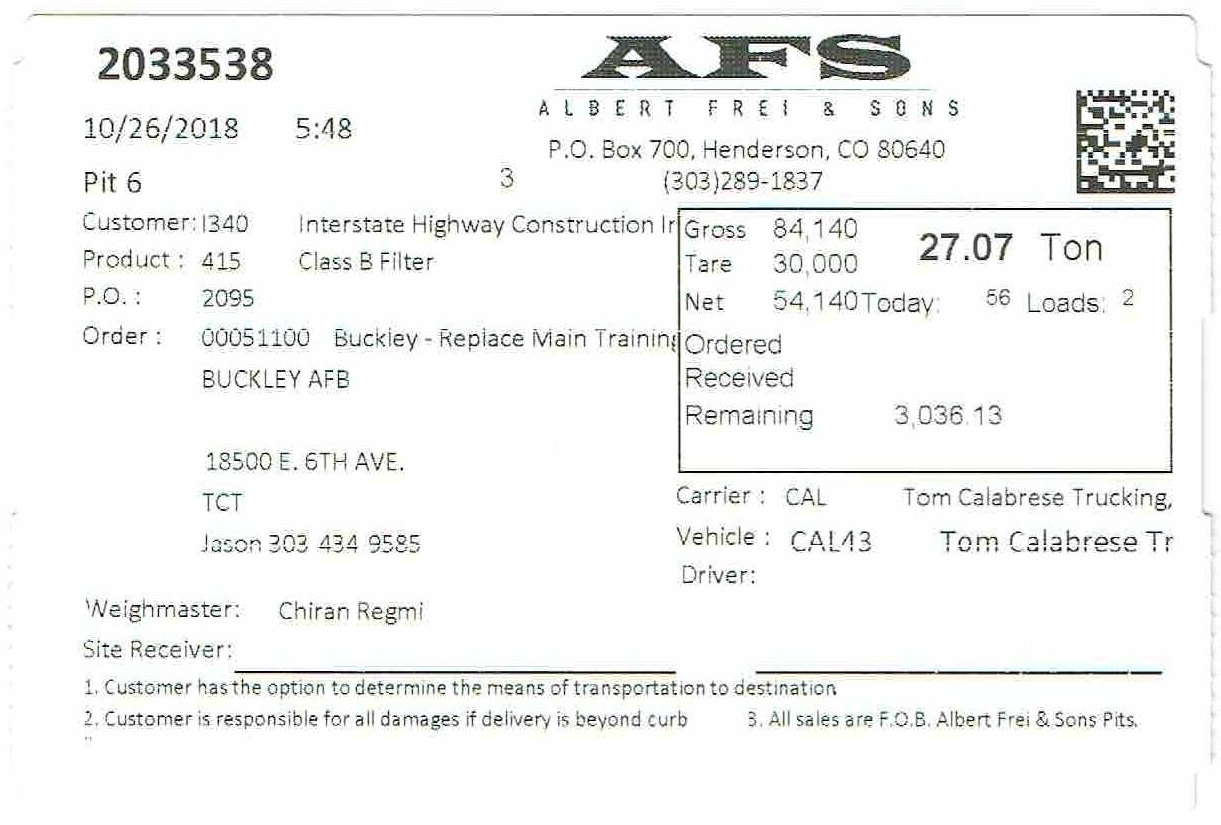 2033538
AFS
ALBERT FREI & SONS
10/26/2018 5:48
P.O. Box 700, Henderson, CO 80640
Pit 6 3 (303)289-1837
Customer: I340 Interstate Highway Construction Ir
Gross 84,140 27.07 Ton
Product : 415 Class B Filter
Tare 30,000
P.O. : 2095
Net 54,140 Today: 56 Loads: 2
Order : 00051100 Buckley - Replace Main Training
Ordered
BUCKLEY AFB
Received
Remaining 3,036.13
18500 E. 6TH AVE.
Carrier : CAL Tom Calabrese Trucking,
TCT
Vehicle : CAL43 Tom Calabrese Tr
Jason 303 434 9585
Driver:
Weighmaster: Chiran Regmi
Site Receiver:
1. Customer has the option to determine the means of transportation to destination
2. Customer is responsible for all damages if delivery is beyond curb 3. All sales are F.O.B. Albert Frei & Sons Pits.